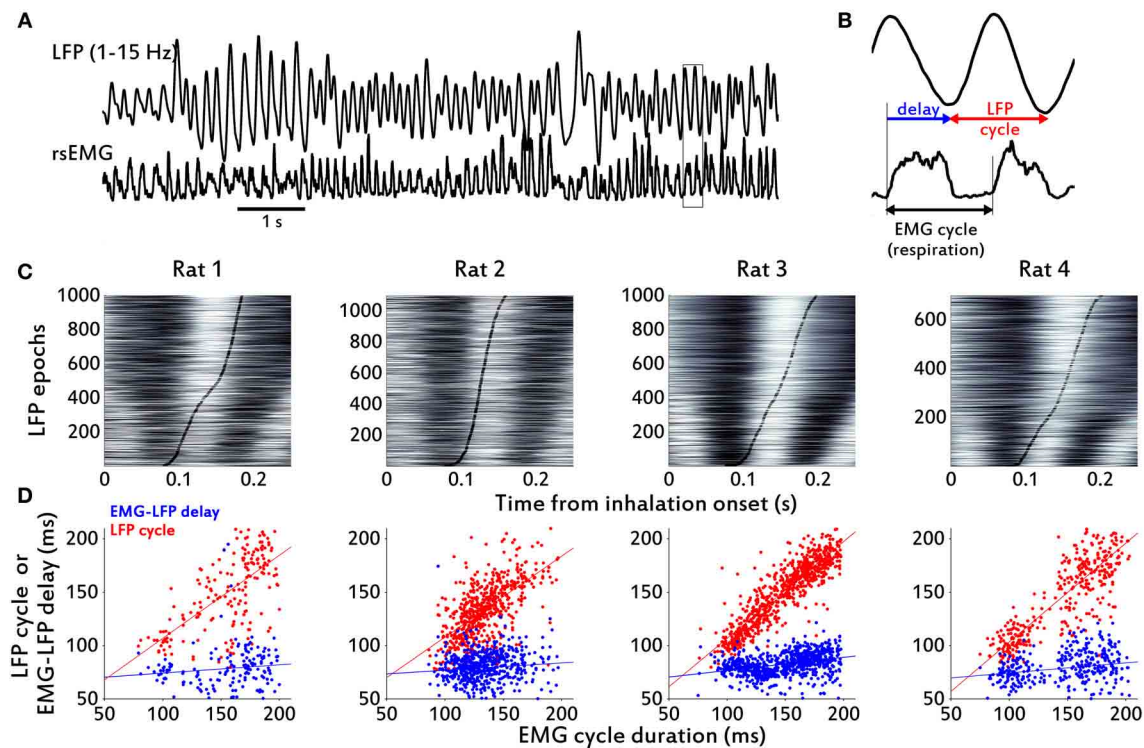 A
B
LFP (1-15 Hz)
rsEMG
1 s
delay
LFP
cycle
EMG cycle
(respiration)
C
Rat 1
Rat 2
Rat 3
Rat 4
LFP epochs
1000
800
600
400
200
1000
800
600
400
200
1000
800
600
400
200
600
400
200
0 0.1 0.2
0 0.1 0.2
0 0.1 0.2
0 0.1 0.2
Time from inhalation onset (s)
D
EMG-LFP delay
LFP cycle
LFP cycle or
EMG-LFP delay (ms)
200
150
100
50
200
150
100
50
200
150
100
50
200
150
100
50
50 100 150 200
50 100 150 200
50 100 150 200
50 100 150 200
EMG cycle duration (ms)